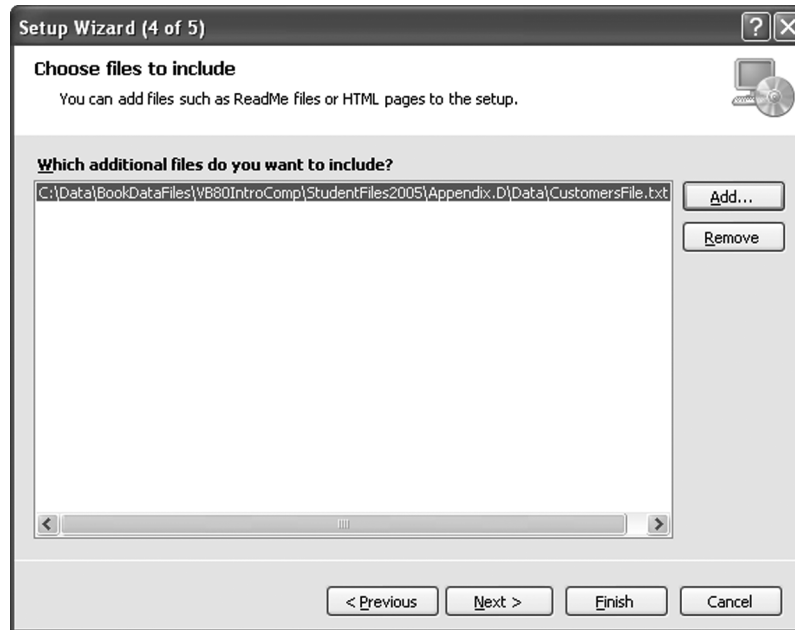 Setup Wizard (4 of 5)
Choose files to include
You can add files such as ReadMe files or HTML pages to the setup.
Which additional files do you want to include?
C:\Data\BookDataFiles\VB80IntroComp\StudentFiles2005\Appendix.D\Data\CustomersFile.txt
Add...
Remove
< Previous
Next >
Finish
Cancel